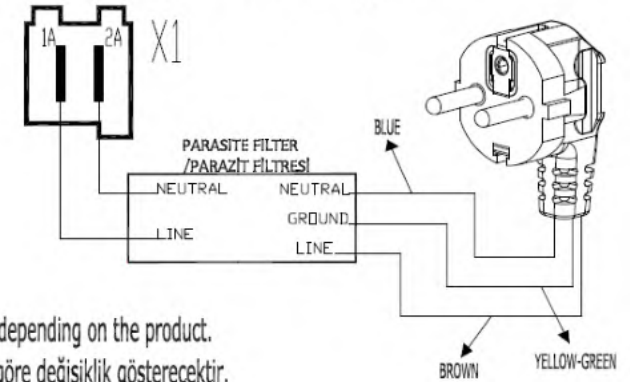 1A
2A
X1
PARASITE FILTER
/PARAZİT FİLTRESİ
NEUTRAL
NEUTRAL
GROUND
LINE
LINE
BLUE
BROWN
YELLOW-GREEN
depending on the product.
göre değişiklik gösterecektir.